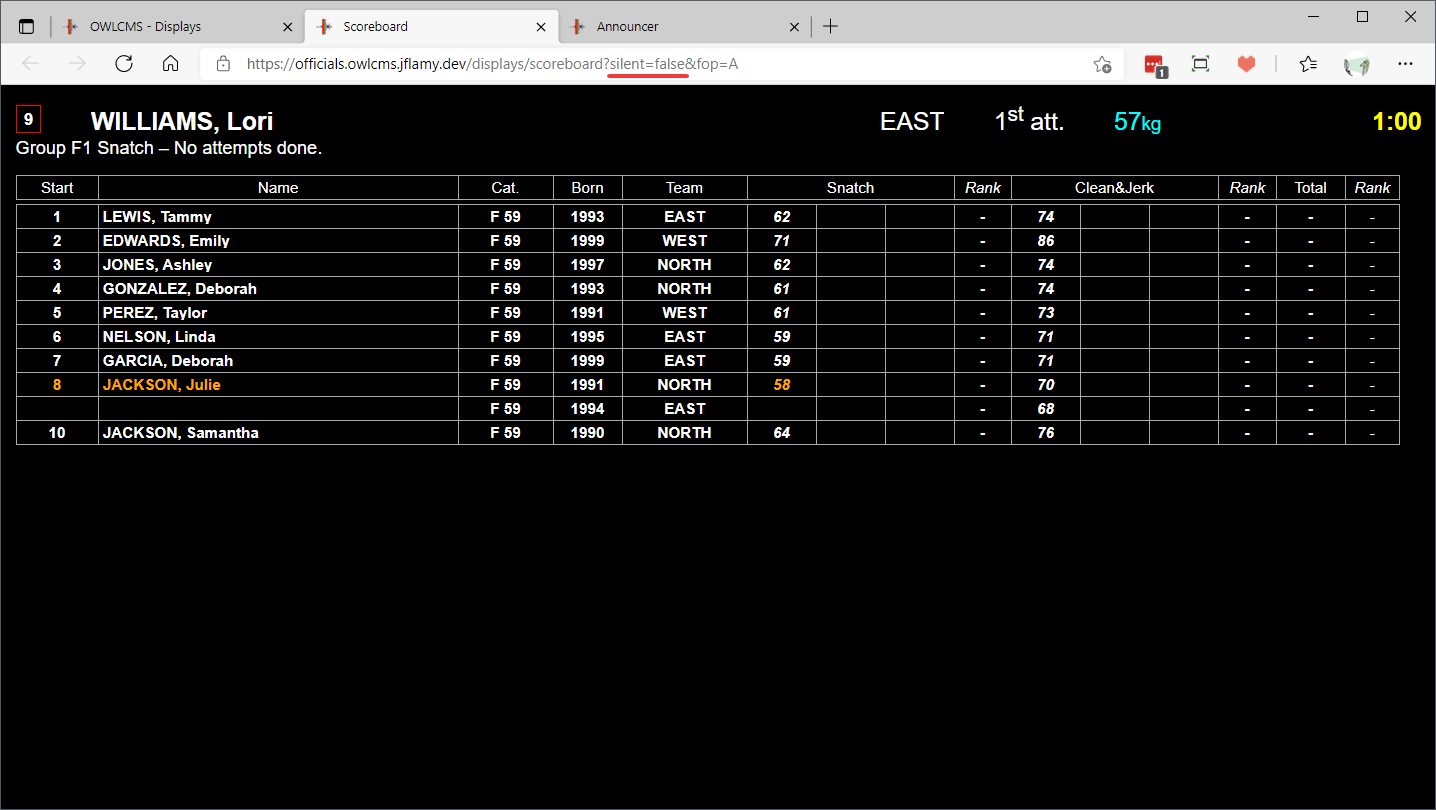 OWLCMS - Displays Scoreboard Announcer
https://officials.owlcms.jflamy.dev/displays/scoreboard?silent=false&fop=A 1
9 WILLIAMS, Lori EAST 1st att. 57kg 1:00
Group F1 Snatch – No attempts done.
Start Name Cat. Born Team Snatch Rank Clean&Jerk Rank Total Rank
1 LEWIS, Tammy F 59 1993 EAST 62 - 74 - - -
2 EDWARDS, Emily F 59 1999 WEST 71 - 86 - - -
3 JONES, Ashley F 59 1997 NORTH 62 - 74 - - -
4 GONZALEZ, Deborah F 59 1993 NORTH 61 - 74 - - -
5 PEREZ, Taylor F 59 1991 WEST 61 - 73 - - -
6 NELSON, Linda F 59 1995 EAST 59 - 71 - - -
7 GARCIA, Deborah F 59 1999 EAST 59 - 71 - - -
8 JACKSON, Julie F 59 1991 NORTH 58 - 70 - - -
F 59 1994 EAST - 68 - - -
10 JACKSON, Samantha F 59 1990 NORTH 64 - 76 - - -